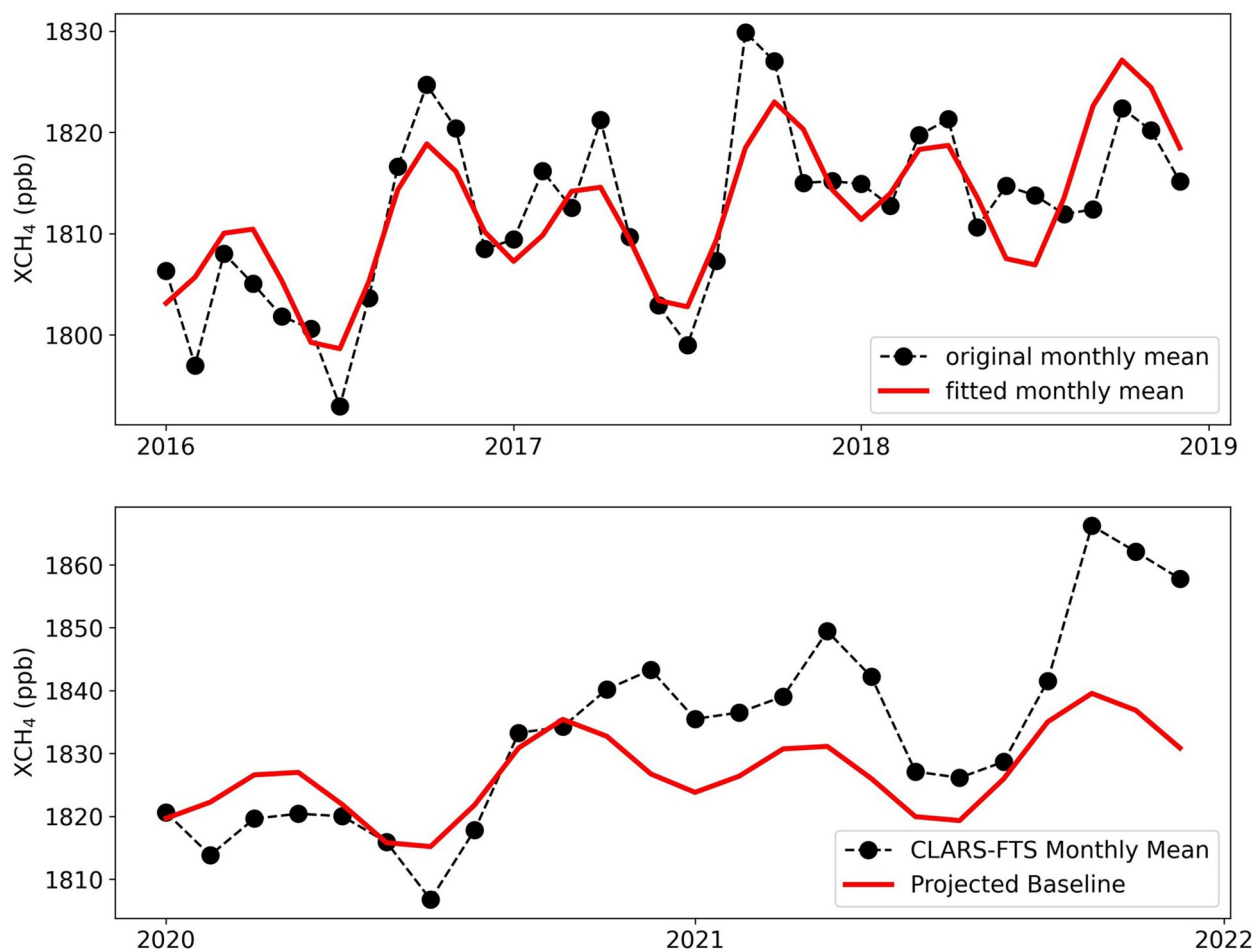 1830
1820
1810
1800
XCH₄ (ppb)
original monthly mean
fitted monthly mean
2016
2017
2018
2019
1860
1850
1840
1830
1820
1810
XCH₄ (ppb)
CLARS-FTS Monthly Mean
Projected Baseline
2020
2021
2022